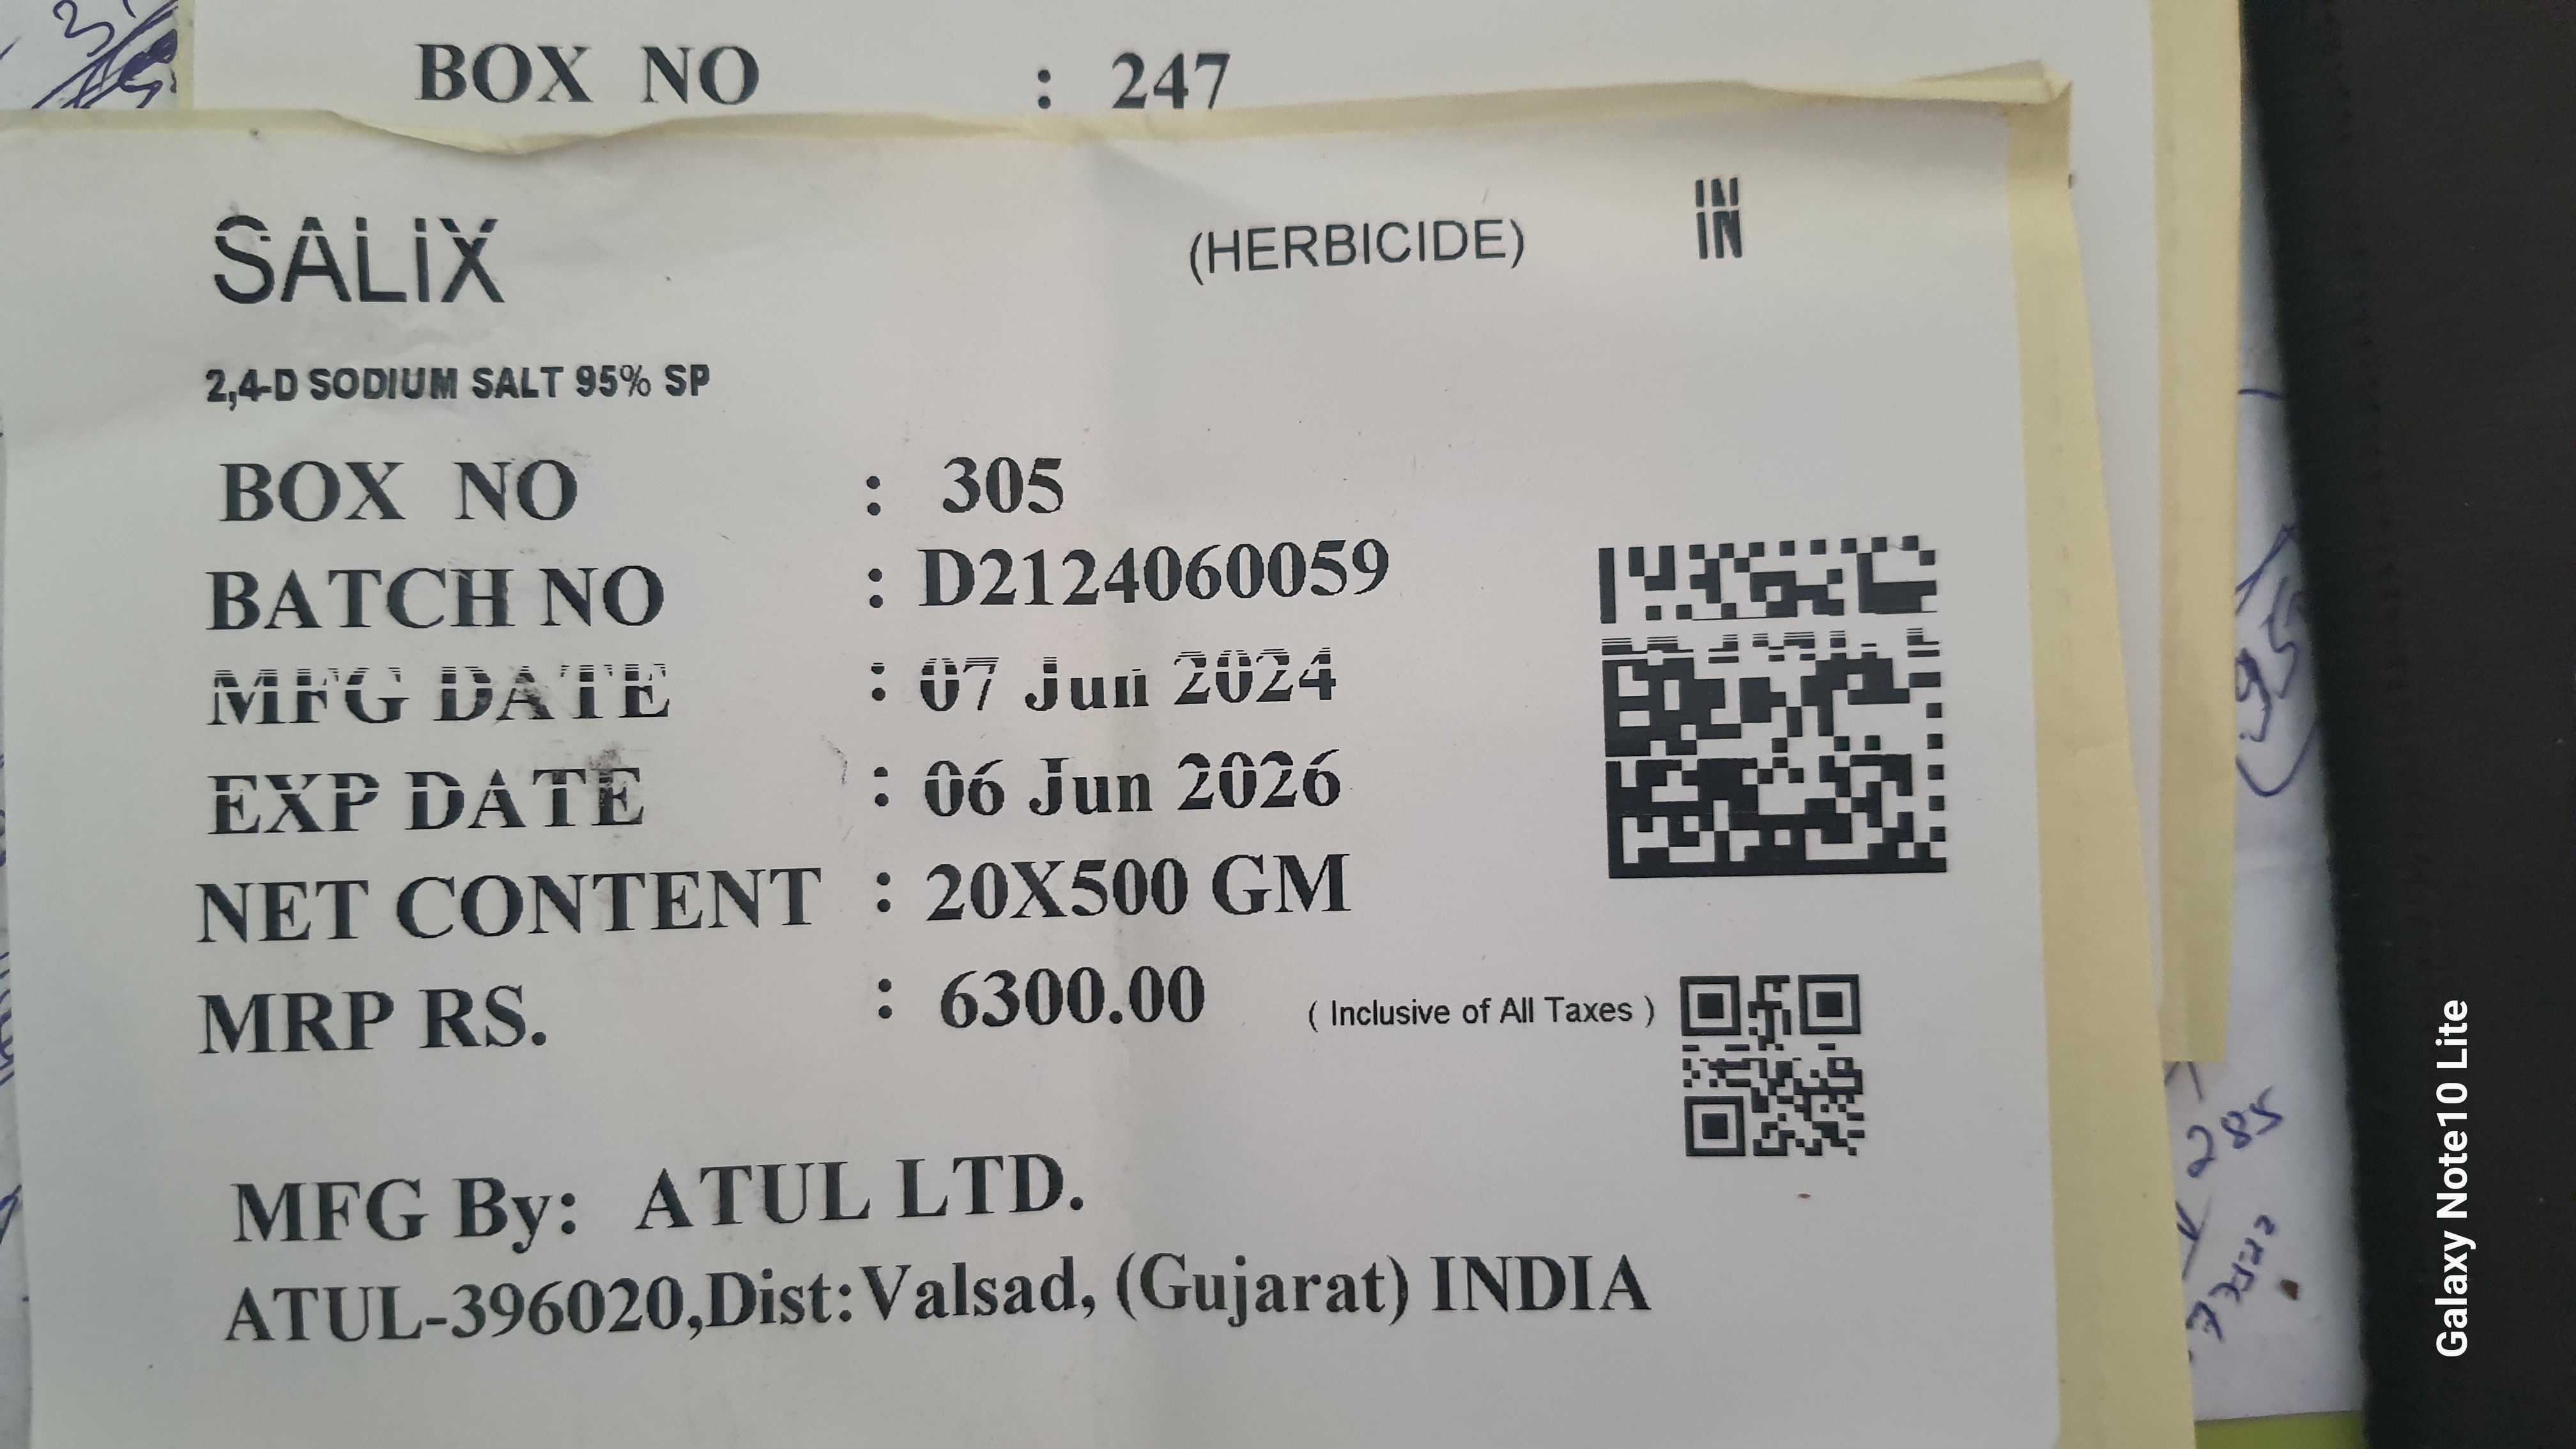 BOX NO : 247
SALIX (HERBICIDE) IN
2,4-D SODIUM SALT 95% SP
BOX NO : 305
BATCH NO : D2124060059
MFG DATE : 07 Jun 2024
EXP DATE : 06 Jun 2026
NET CONTENT : 20X500 GM
MRP RS. : 6300.00 ( Inclusive of All Taxes )
MFG By: ATUL LTD.
ATUL-396020,Dist:Valsad, (Gujarat) INDIA
95
285
Galaxy Note10 Lite